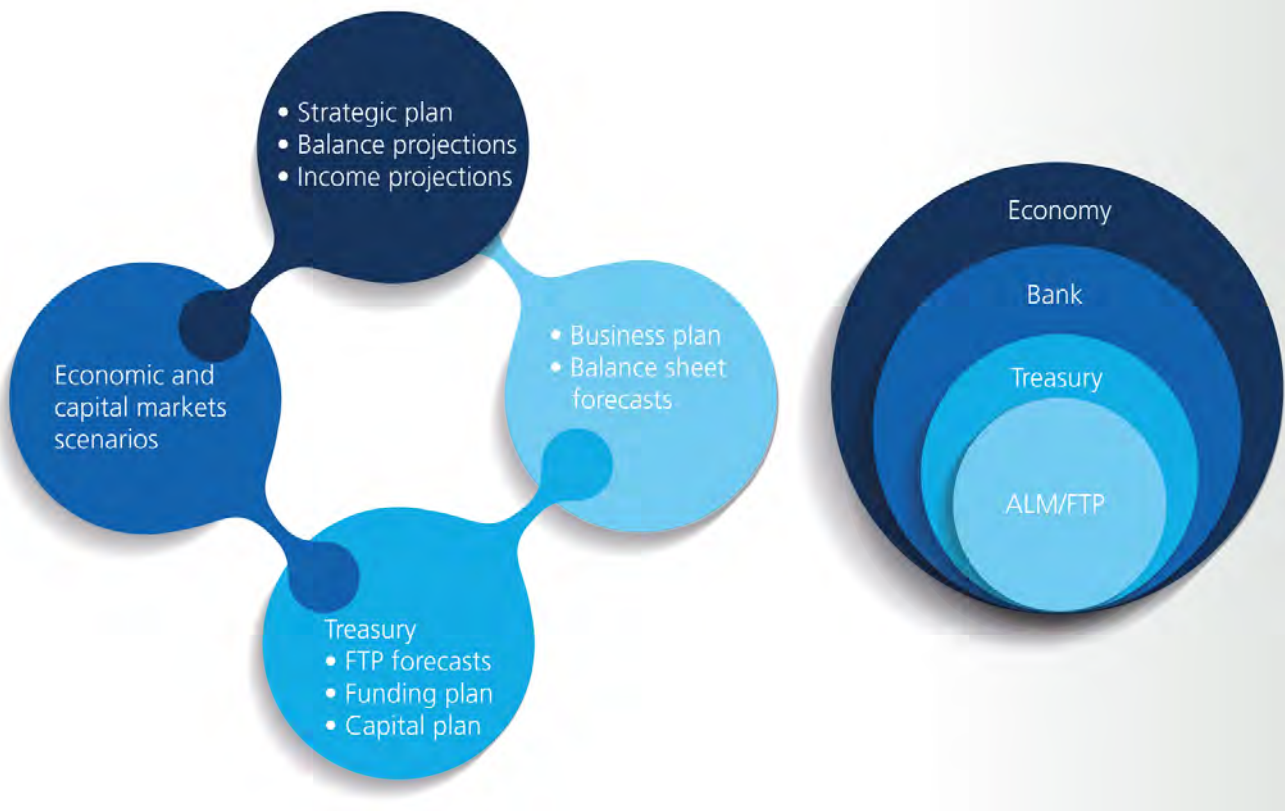 • Strategic plan
• Balance projections
• Income projections
Economic and
capital markets
scenarios
• Business plan
• Balance sheet
forecasts
Treasury
• FTP forecasts
• Funding plan
• Capital plan
Economy
Bank
Treasury
ALM/FTP